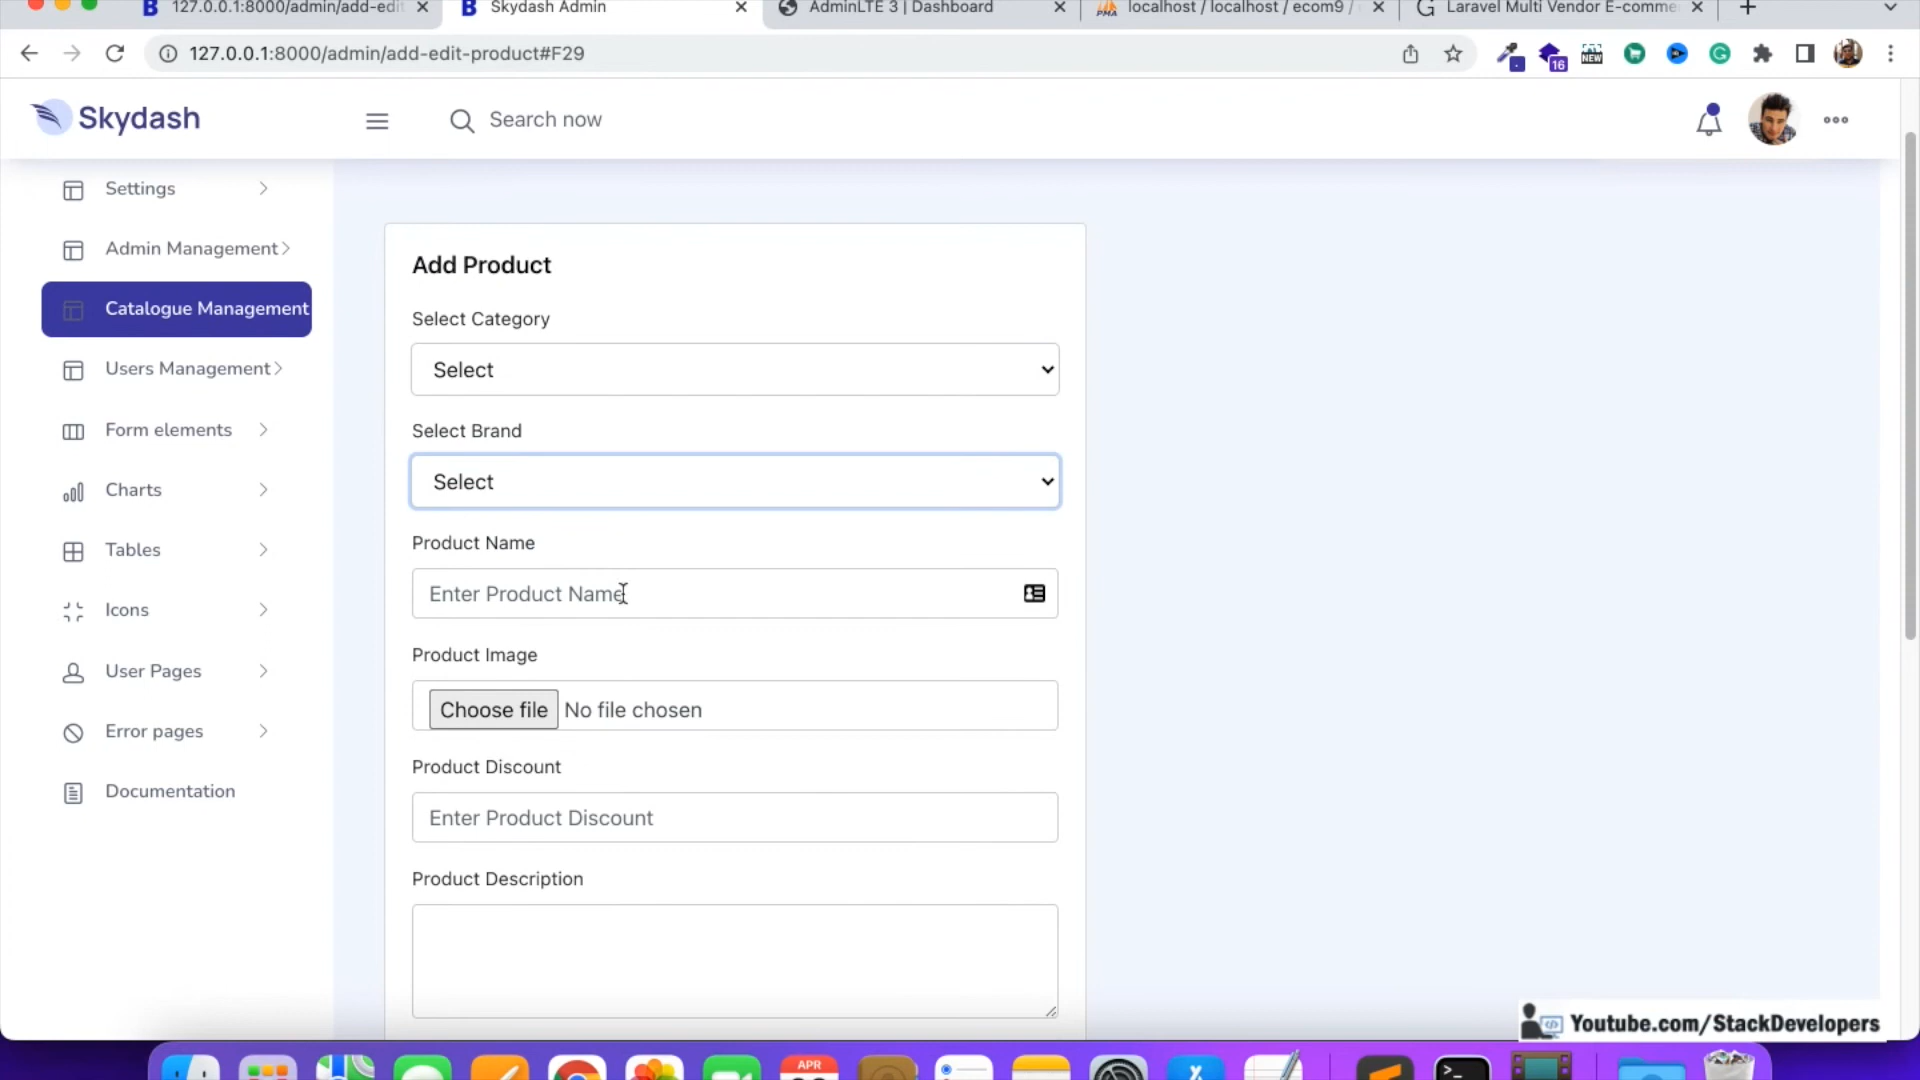 127.0.0.1:8000/admin/add-edit
Skydash Admin
AdminLTE 3 | Dashboard
localhost / localhost / ecom9 /
Laravel Multi Vendor E-comme
127.0.0.1:8000/admin/add-edit-product#F29
16
NEW
Skydash
Search now
Settings
Admin Management
Catalogue Management
Users Management
Form elements
Charts
Tables
Icons
User Pages
Error pages
Documentation
Add Product
Select Category
Select
Select Brand
Select
Product Name
Enter Product Name
Product Image
Choose file No file chosen
Product Discount
Enter Product Discount
Product Description
Youtube.com/StackDevelopers
APR